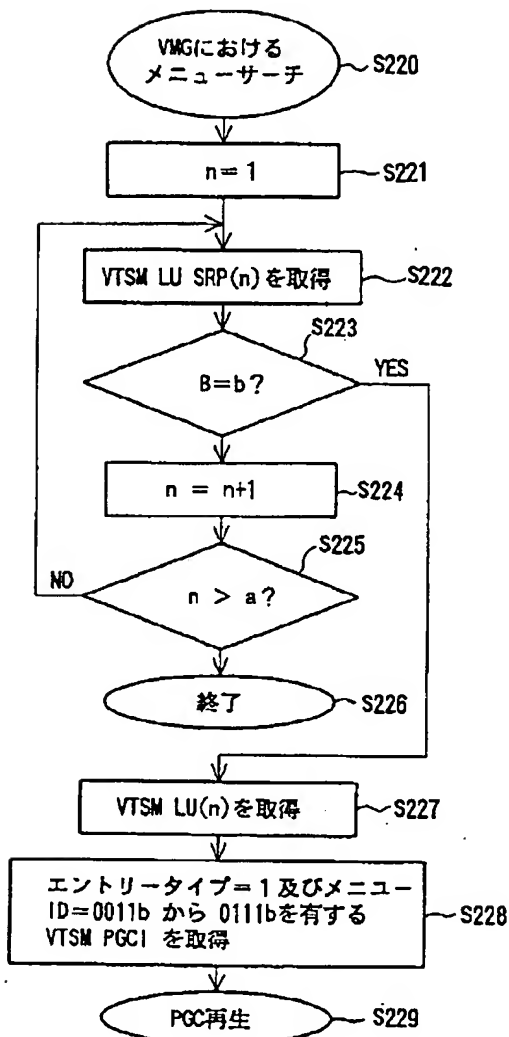 VMGにおける
メニューサーチ
S220
n=1
S221
VTSM LU SRP(n)を取得
S222
S223
B=b?
YES
n = n+1
S224
S225
NO
n > a?
終了
S226
VTSM LU(n)を取得
S227
エントリータイプ=1及びメニュー
ID=0011b から 0111bを有する
VTSM PGCI を取得
S228
PGC再生
S229